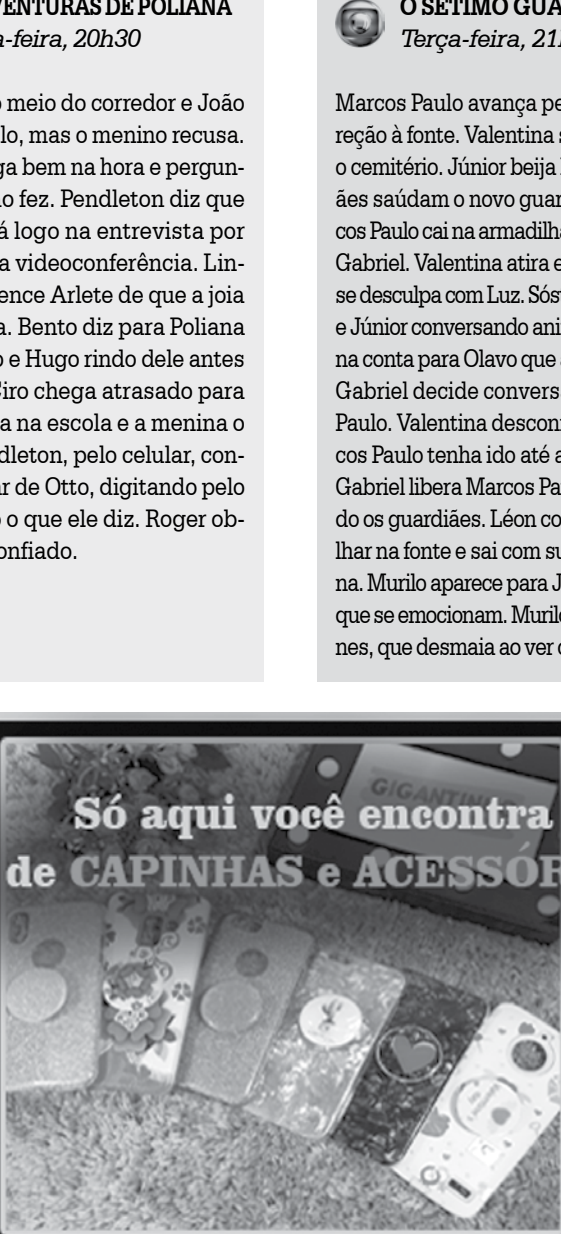 VENTURAS DE POLIANA
a-feira, 20h30
o meio do corredor e João
lo, mas o menino recusa.
ga bem na hora e pergun-
o fez. Pendleton diz que
á logo na entrevista por
a videoconferência. Lin-
ence Arlete de que a joia
a. Bento diz para Poliana
o e Hugo rindo dele antes
Ciro chega atrasado para
a na escola e a menina o
dleton, pelo celular, con-
ar de Otto, digitando pelo
o o que ele diz. Roger ob-
onfiado.
O SÉTIMO GUA
Terça-feira, 21
Marcos Paulo avança pe
reção à fonte. Valentina s
o cemitério. Júnior beija
ães saúdam o novo guar
cos Paulo cai na armadilha
Gabriel. Valentina atira e
se desculpa com Luz. Sós
e Júnior conversando ani
na conta para Olavo que
Gabriel decide convers
Paulo. Valentina descon
cos Paulo tenha ido até a
Gabriel libera Marcos Pa
do os guardiães. Léon co
lhar na fonte e sai com su
na. Murilo aparece para J
que se emocionam. Muril
nes, que desmaia ao ver
GIGANTIN
Só aqui você encontra
de CAPINHAS e ACESSÓR